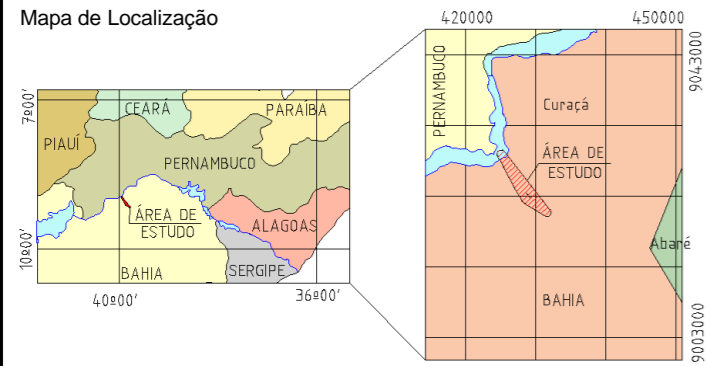 Mapa de Localização
7º00'
10º00'
CEARÁ
PARAÍBA
PIAUÍ
PERNAMBUCO
ÁREA DE
ESTUDO
ALAGOAS
BAHIA
SERGIPE
40º00'
36º00'
420000
450000
9043000
9003000
PERNAMBUCO
Curaçá
ÁREA DE
ESTUDO
Abaré
BAHIA